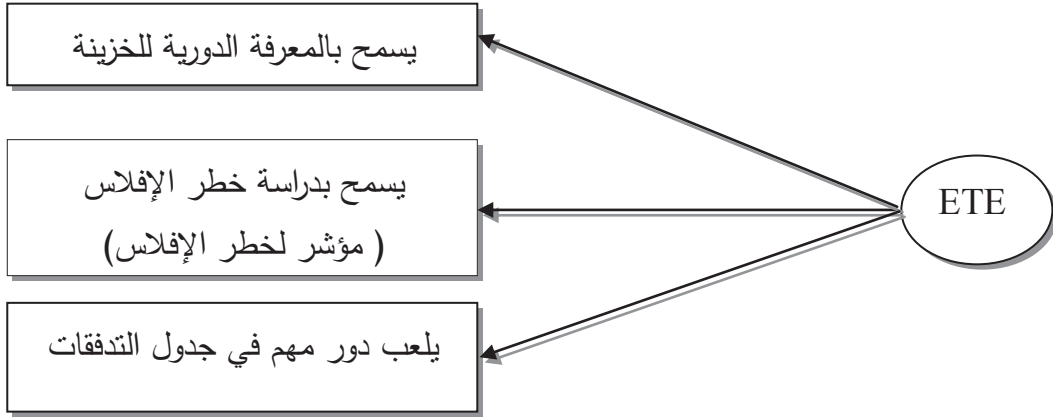 يسمح بالمعرفة الدورية للخزينة
يسمح بدراسة خطر الإفلاس
( مؤشر لخطر الإفلاس)
ETE
يلعب دور مهم في جدول التدفقات